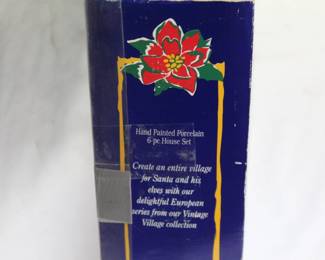 Hand Painted Porcelain
6-pc House Set
Create an entire village
for Santa and his
elves with our
delightful European
series from our Vintage
Village collection